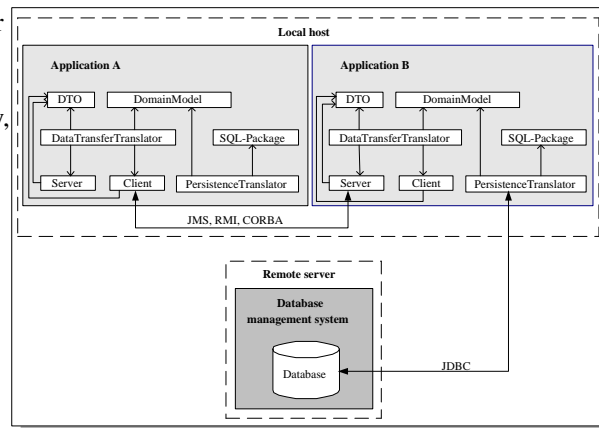 r
y,
Local host
Application A
DTO
DomainModel
DataTransferTranslator
SQL-Package
Server
Client
PersistenceTranslator
Application B
DTO
DomainModel
DataTransferTranslator
SQL-Package
Server
Client
PersistenceTranslator
JMS, RMI, CORBA
Remote server
Database
management system
Database
JDBC